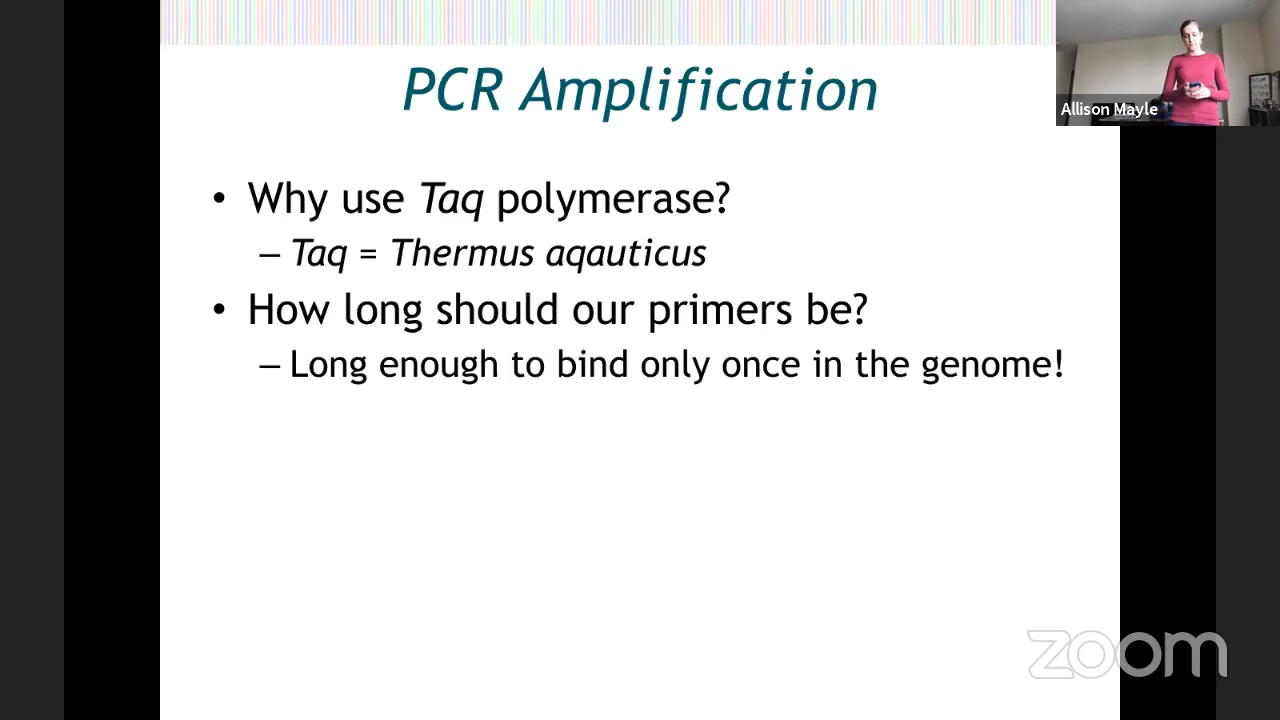 PCR Amplification
Allison Mayle
• Why use Taq polymerase?
– Taq = Thermus aqauticus
• How long should our primers be?
– Long enough to bind only once in the genome!
zoom